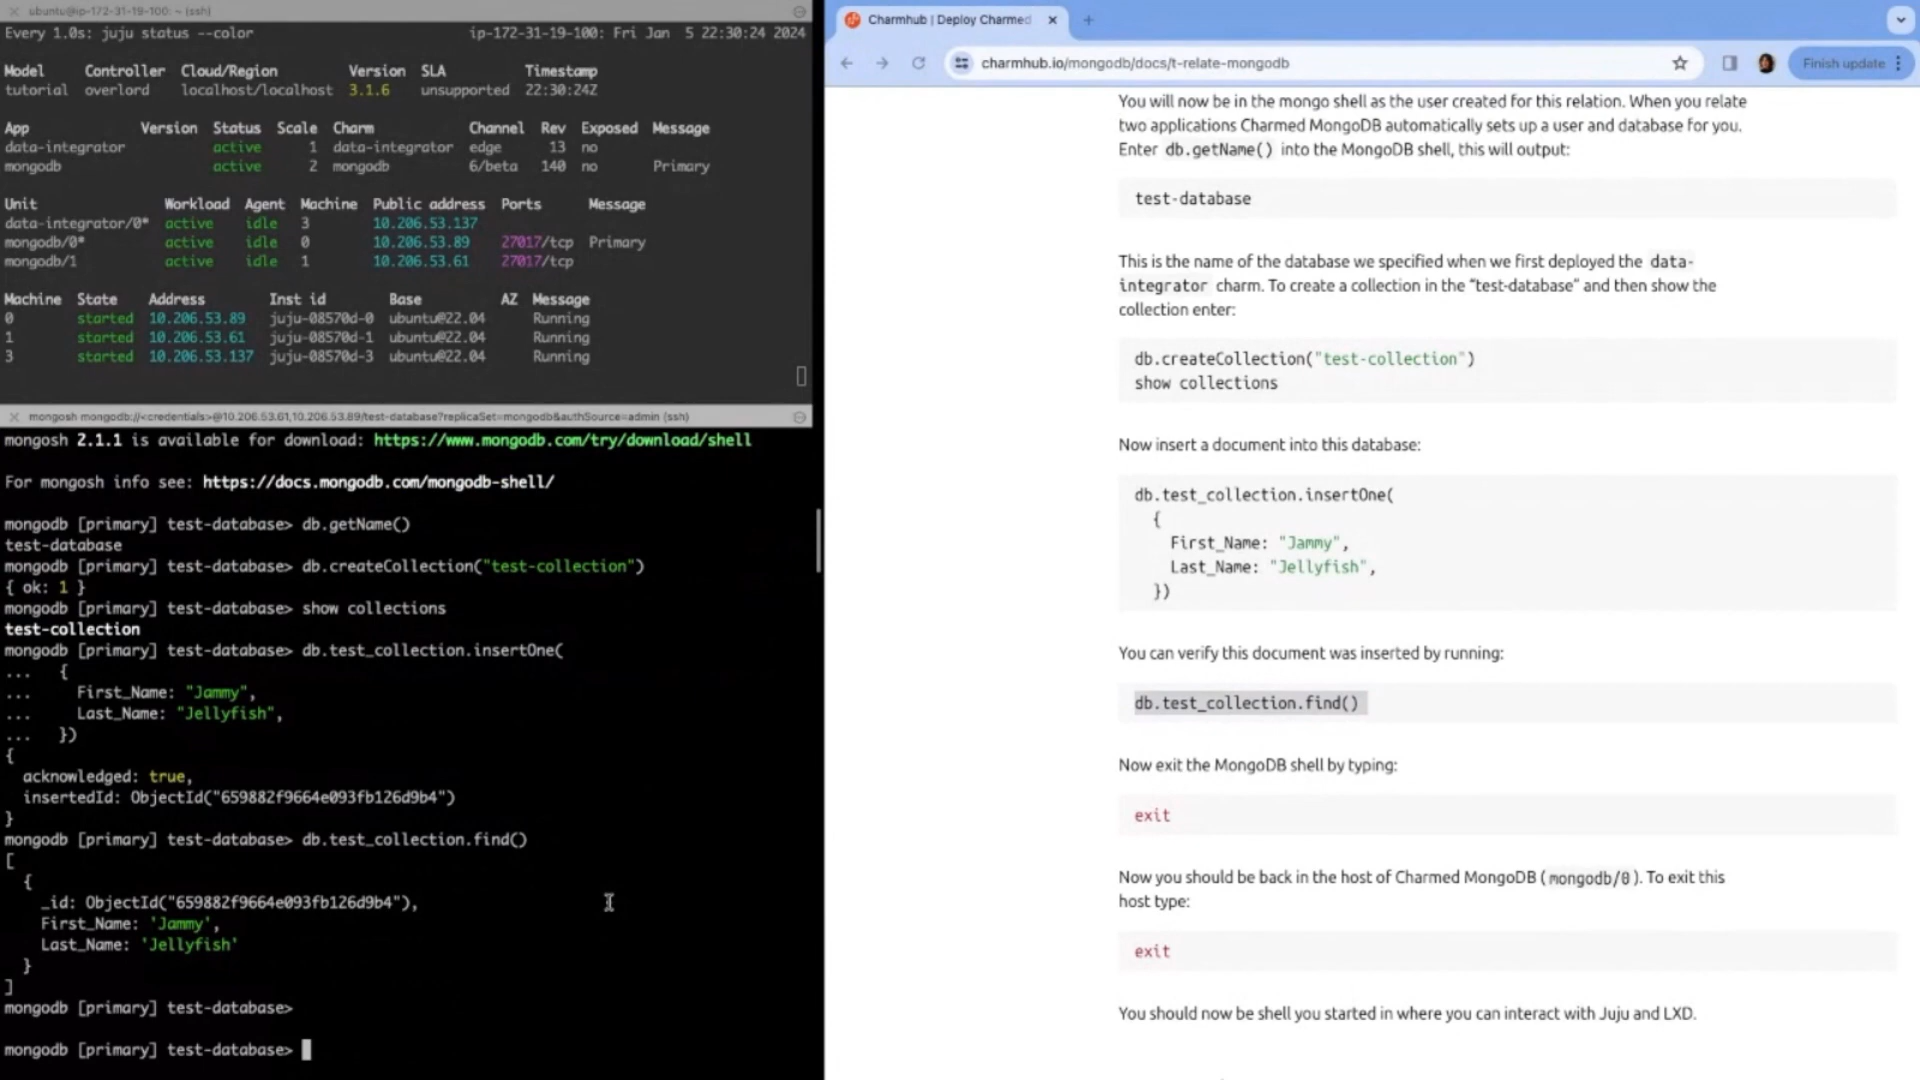 ubuntu@ip-172-31-19-100: ~ (ssh)
Every 1.0s: juju status --color ip-172-31-19-100: Fri Jan 5 22:30:24 2024
Model Controller Cloud/Region Version SLA Timestamp
tutorial overlord localhost/localhost 3.1.6 unsupported 22:30:24Z
App Version Status Scale Charm Channel Rev Exposed Message
data-integrator active 1 data-integrator edge 13 no
mongodb active 2 mongodb 6/beta 140 no Primary
Unit Workload Agent Machine Public address Ports Message
data-integrator/0* active idle 3 10.206.53.137
mongodb/0* active idle 0 10.206.53.89 27017/tcp Primary
mongodb/1 active idle 1 10.206.53.61 27017/tcp
Machine State Address Inst id Base AZ Message
0 started 10.206.53.89 juju-08570d-0 ubuntu@22.04 Running
1 started 10.206.53.61 juju-08570d-1 ubuntu@22.04 Running
3 started 10.206.53.137 juju-08570d-3 ubuntu@22.04 Running
mongosh mongodb://<credentials>@10.206.53.61,10.206.53.89/test-database?replicaSet=mongodb&authSource=admin (ssh)
mongosh 2.1.1 is available for download: https://www.mongodb.com/try/download/shell
For mongosh info see: https://docs.mongodb.com/mongodb-shell/
mongodb [primary] test-database> db.getName()
test-database
mongodb [primary] test-database> db.createCollection("test-collection")
{ ok: 1 }
mongodb [primary] test-database> show collections
test-collection
mongodb [primary] test-database> db.test_collection.insertOne(
... {
... First_Name: "Jammy",
... Last_Name: "Jellyfish",
... })
{
acknowledged: true,
insertedId: ObjectId("659882f9664e093fb126d9b4")
}
mongodb [primary] test-database> db.test_collection.find()
[
{
_id: ObjectId("659882f9664e093fb126d9b4"),
First_Name: 'Jammy',
Last_Name: 'Jellyfish'
}
]
mongodb [primary] test-database>
mongodb [primary] test-database>
Charmhub | Deploy Charmed
charmhub.io/mongodb/docs/t-relate-mongodb
Finish update
You will now be in the mongo shell as the user created for this relation. When you relate
two applications Charmed MongoDB automatically sets up a user and database for you.
Enter db.getName() into the MongoDB shell, this will output:
test-database
This is the name of the database we specified when we first deployed the data-
integrator charm. To create a collection in the “test-database” and then show the
collection enter:
db.createCollection("test-collection")
show collections
Now insert a document into this database:
db.test_collection.insertOne(
{
First_Name: "Jammy",
Last_Name: "Jellyfish",
})
You can verify this document was inserted by running:
db.test_collection.find()
Now exit the MongoDB shell by typing:
exit
Now you should be back in the host of Charmed MongoDB (mongodb/0). To exit this
host type:
exit
You should now be shell you started in where you can interact with Juju and LXD.